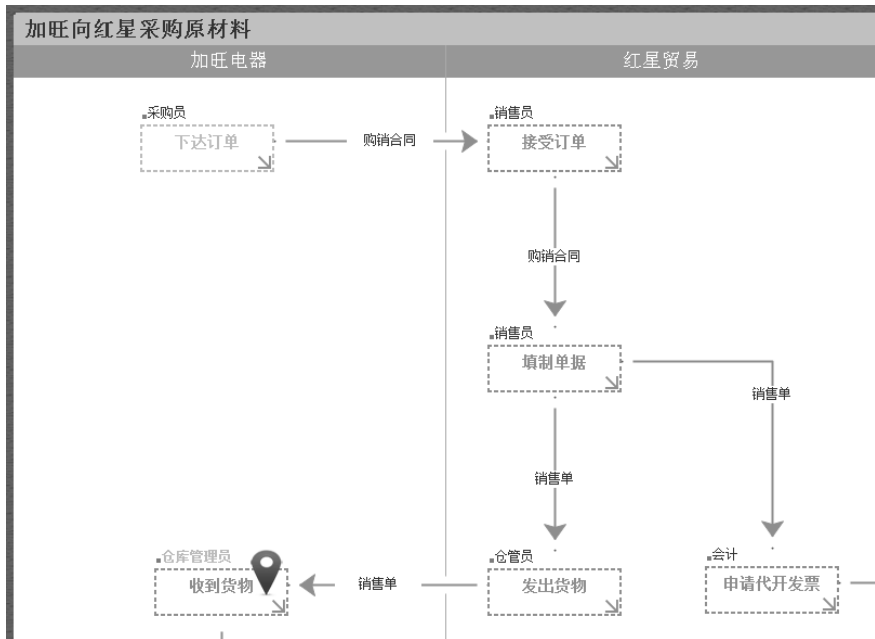 加旺向红星采购原材料
加旺电器
红星贸易
采购员
下达订单
购销合同
销售员
接受订单
购销合同
销售员
填制单据
销售单
销售单
仓库管理员
收到货物
销售单
仓管员
发出货物
会计
申请代开发票